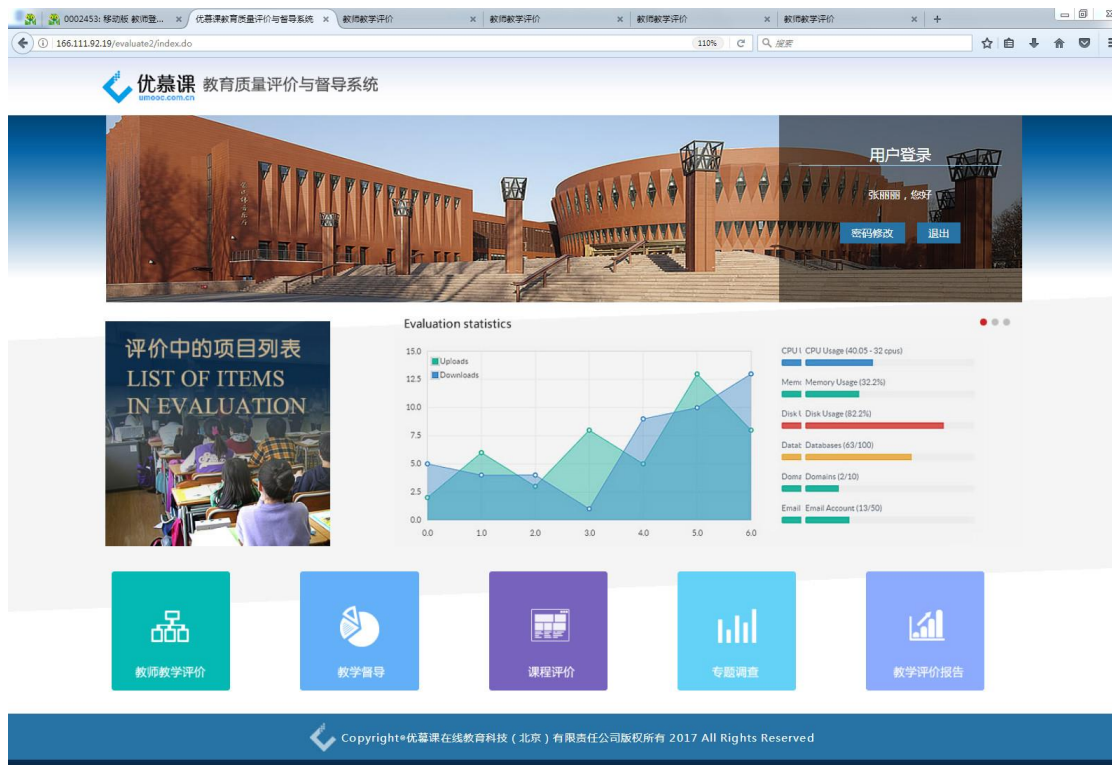 0002453: 移动版 教师登...
优慕课教育质量评价与督导系统
教师教学评价
教师教学评价
教师教学评价
教师教学评价
166.111.92.19/evaluate2/index.do
110%
搜索
优慕课 教育质量评价与督导系统
umooc.com.cn
用户登录
张丽丽，您好
密码修改 退出
评价中的项目列表
LIST OF ITEMS
IN EVALUATION
Evaluation statistics
Uploads
Downloads
15.0
12.5
10.0
7.5
5.0
2.5
0.0
0.0 1.0 2.0 3.0 4.0 5.0 6.0
CPU U CPU Usage (40.05 - 32 cpus)
Memo Memory Usage (32.2%)
Disk U Disk Usage (82.2%)
Datab Databases (63/100)
Doma Domains (2/10)
Email Email Account (13/50)
教师教学评价
教学督导
课程评价
专题调查
教学评价报告
Copyright©优慕课在线教育科技（北京）有限责任公司版权所有 2017 All Rights Reserved